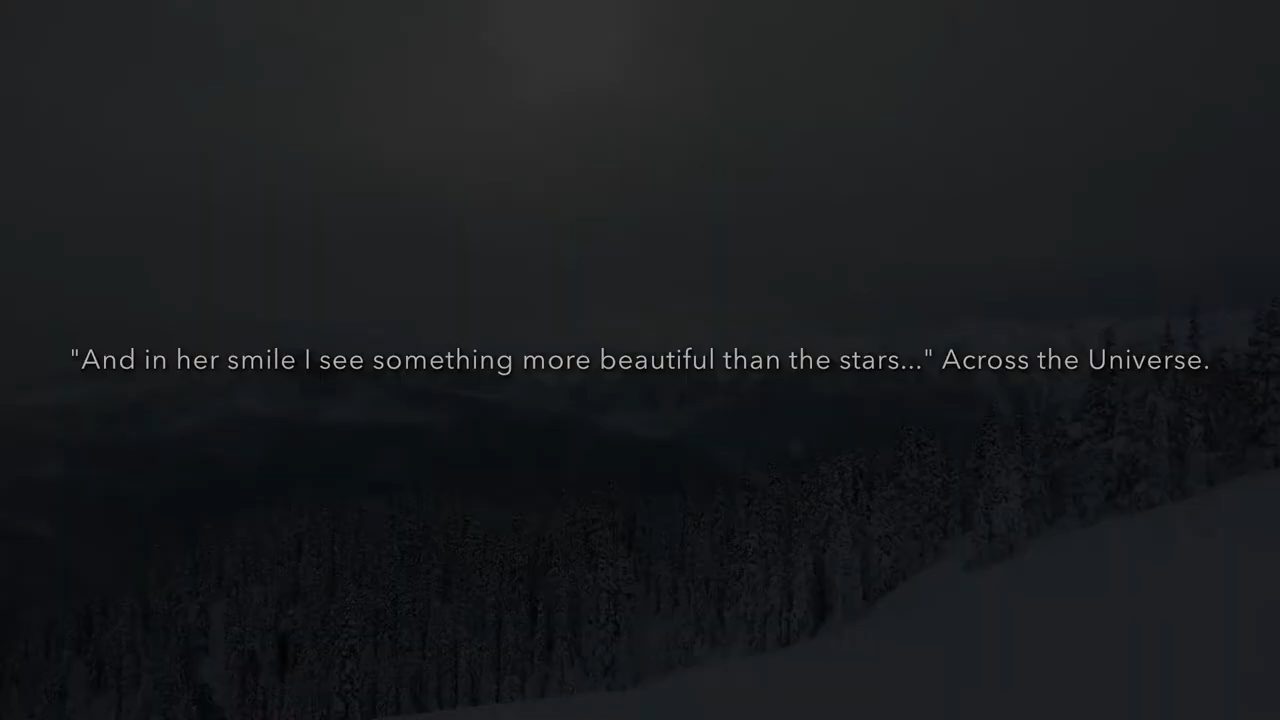 "And in her smile I see something more beautiful than the stars..." Across the Universe.